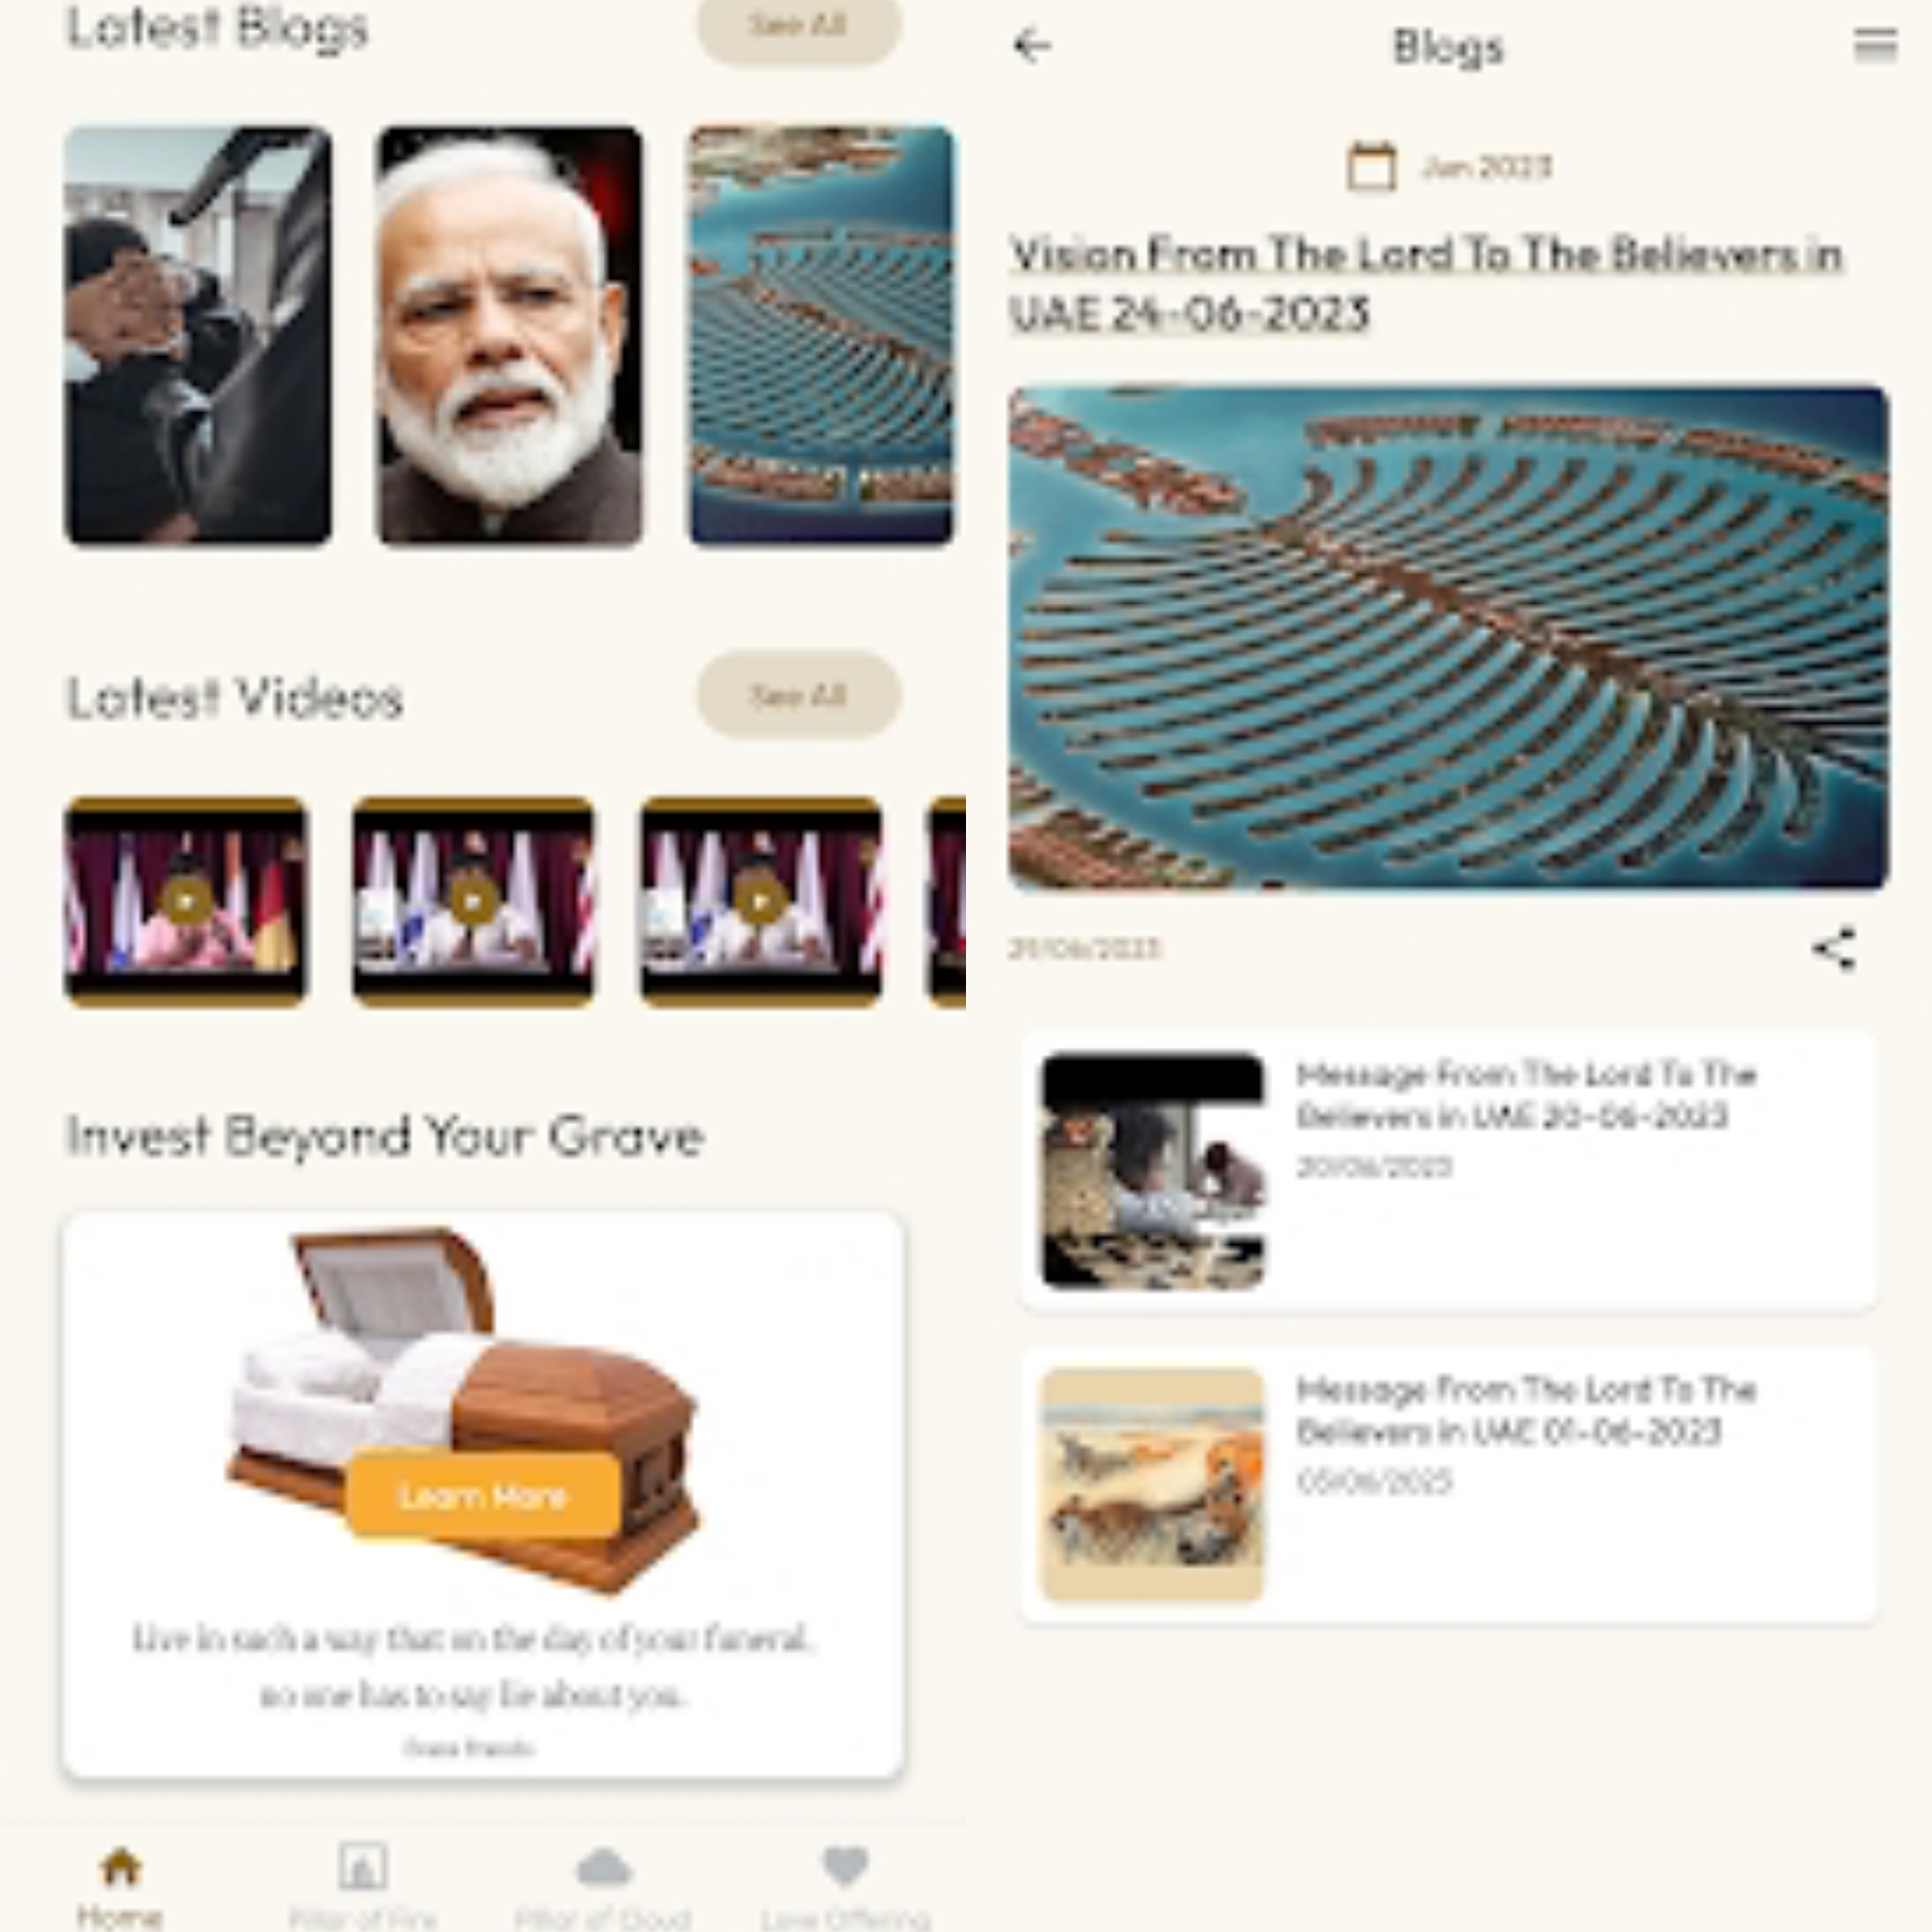 Latest Blogs
See All
Latest Videos
See All
Invest Beyond Your Grave
Learn More
Live in such a way that on the day of your funeral,
no one has to say lie about you.
Home
Pillar of Fire
Pillar of Cloud
Love Offering
Blogs
Jun 2023
Vision From The Lord To The Believers in
UAE 24-06-2023
Message From The Lord To The
Believers in UAE 20-06-2023
20/06/2023
Message From The Lord To The
Believers in UAE 01-06-2023
05/06/2023